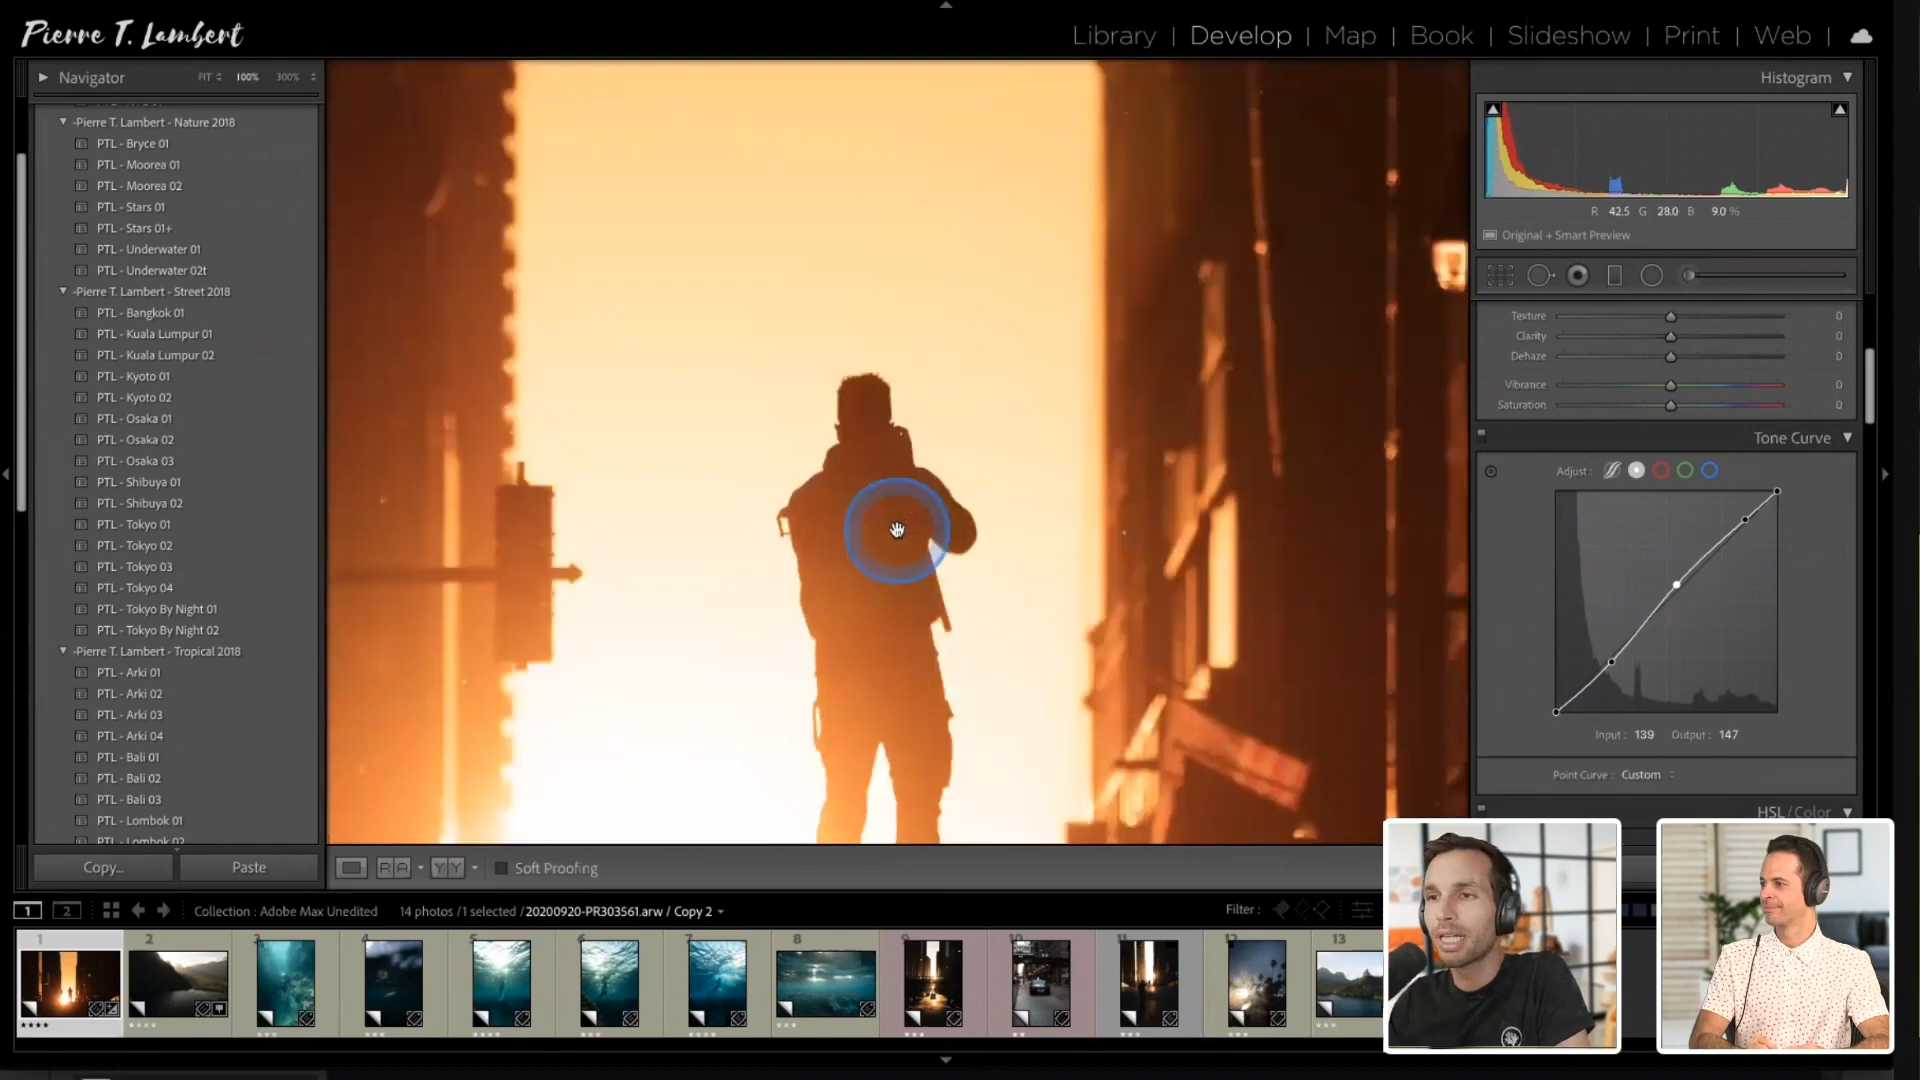 Pierre T. Lambert
Library | Develop | Map | Book | Slideshow | Print | Web |
Navigator FIT 100% 300%
-Pierre T. Lambert - Nature 2018
PTL - Bryce 01
PTL - Moorea 01
PTL - Moorea 02
PTL - Stars 01
PTL - Stars 01+
PTL - Underwater 01
PTL - Underwater 02t
-Pierre T. Lambert - Street 2018
PTL - Bangkok 01
PTL - Kuala Lumpur 01
PTL - Kuala Lumpur 02
PTL - Kyoto 01
PTL - Kyoto 02
PTL - Osaka 01
PTL - Osaka 02
PTL - Osaka 03
PTL - Shibuya 01
PTL - Shibuya 02
PTL - Tokyo 01
PTL - Tokyo 02
PTL - Tokyo 03
PTL - Tokyo 04
PTL - Tokyo By Night 01
PTL - Tokyo By Night 02
-Pierre T. Lambert - Tropical 2018
PTL - Arki 01
PTL - Arki 02
PTL - Arki 03
PTL - Arki 04
PTL - Bali 01
PTL - Bali 02
PTL - Bali 03
PTL - Lombok 01
PTL - Lombok 02
Copy... Paste
Histogram
R 42.5 G 28.0 B 9.0 %
Original + Smart Preview
Texture 0
Clarity 0
Dehaze 0
Vibrance 0
Saturation 0
Tone Curve
Adjust :
Input : 139 Output : 147
Point Curve : Custom
HSL / Color
R A Y Y Soft Proofing
1 2 Collection : Adobe Max Unedited 14 photos / 1 selected / 20200920-PR303561.arw / Copy 2 Filter :
1 2 3 4 5 6 7 8 9 10 11 12 13